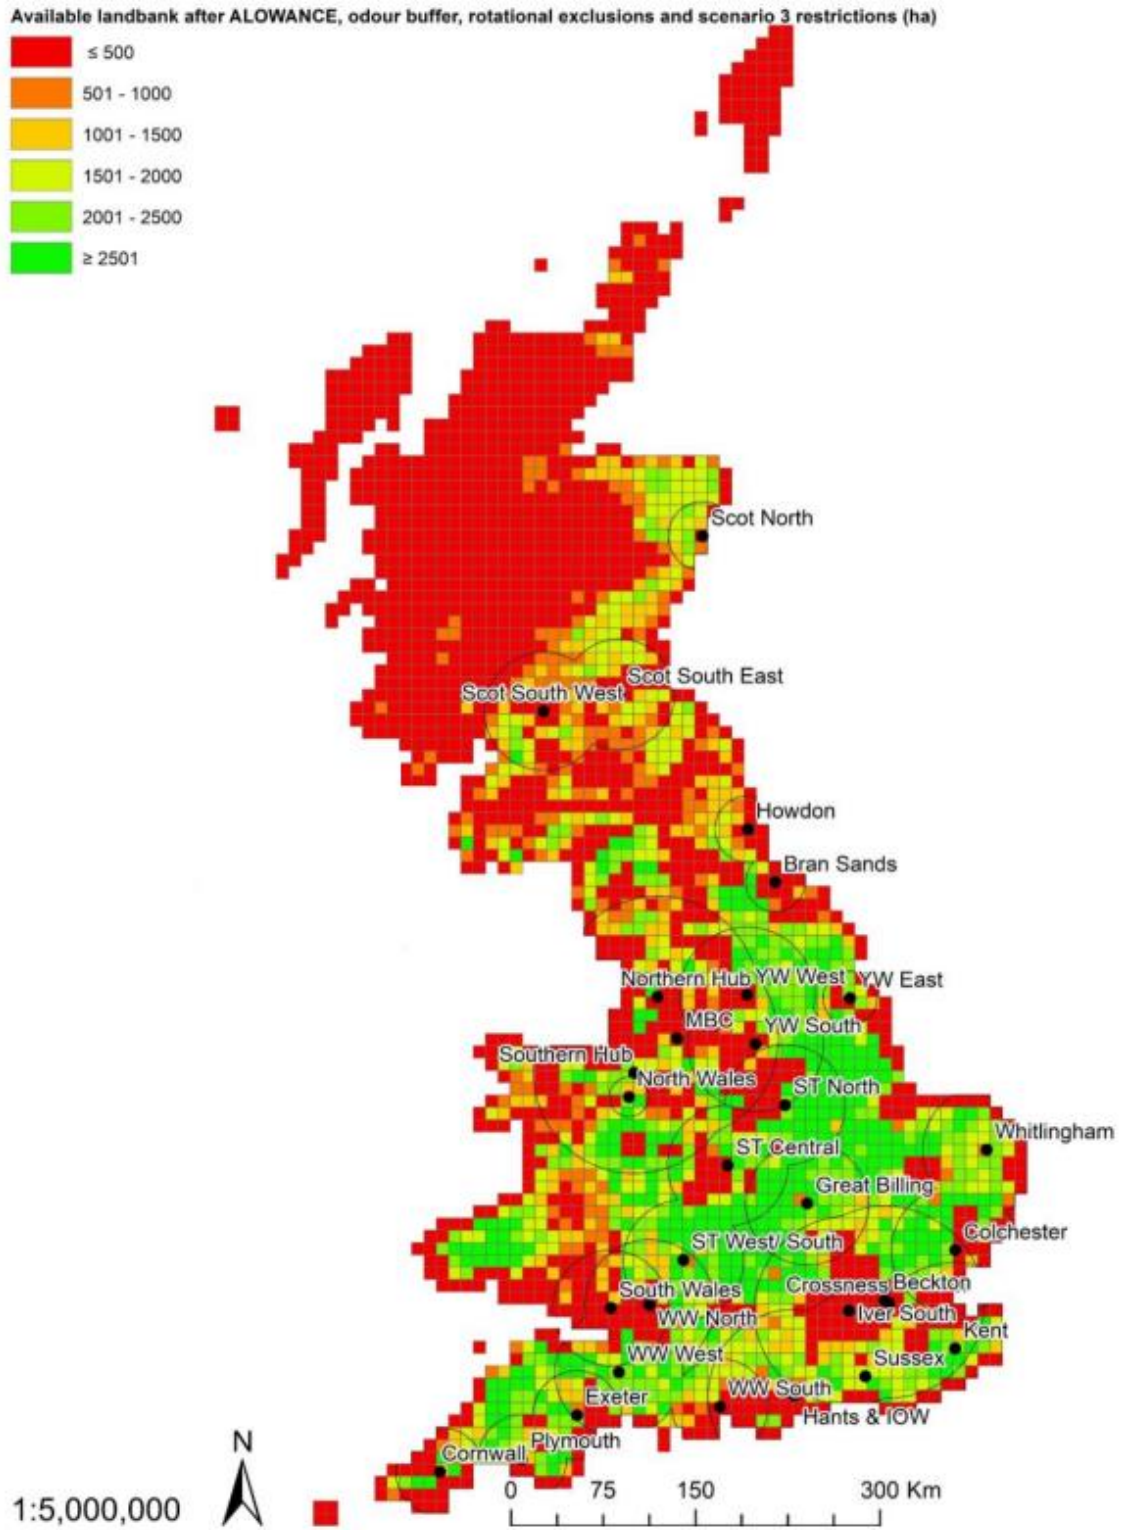 Available landbank after ALOWANCE, odour buffer, rotational exclusions and scenario 3 restrictions (ha)
≤ 500
501 - 1000
1001 - 1500
1501 - 2000
2001 - 2500
≥ 2501
Scot North
Scot South East
Scot South West
Howdon
Bran Sands
Northern Hub
YW West
YW East
MBC
YW South
Southern Hub
North Wales
ST North
Whitlingham
ST Central
Great Billing
Colchester
ST West/ South
Crossness
Beckton
South Wales
Iver South
WW North
Kent
WW West
Sussex
WW South
Exeter
Hants & IOW
Plymouth
Cornwall
N
0 75 150 300 Km
1:5,000,000